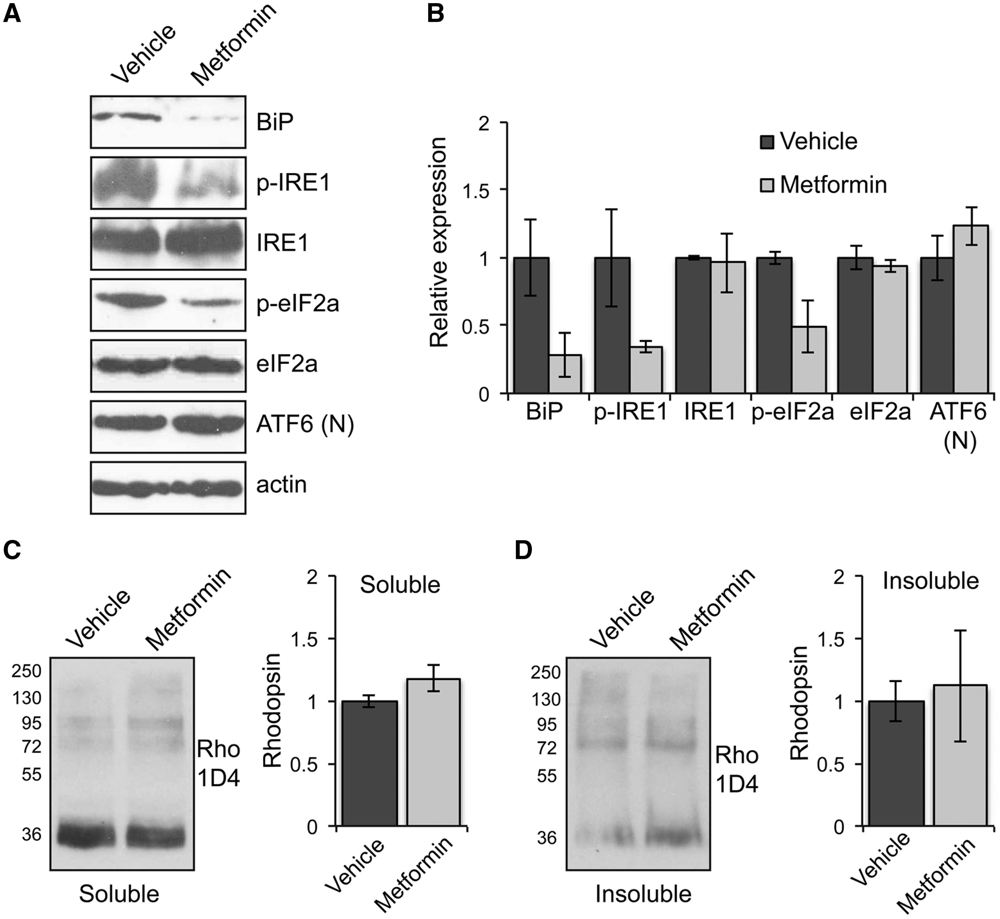 A
Vehicle
Metformin
BiP
p-IRE1
IRE1
p-eIF2a
eIF2a
ATF6 (N)
actin
B
Relative expression
2
1.5
1
0.5
0
Vehicle
Metformin
BiP
p-IRE1
IRE1
p-eIF2a
eIF2a
ATF6
(N)
C
Vehicle
Metformin
250
130
95
72
55
36
Rho
1D4
Soluble
Soluble
Rhodopsin
2
1.5
1
0.5
0
Vehicle
Metformin
D
Vehicle
Metformin
250
130
95
72
55
36
Rho
1D4
Insoluble
Insoluble
Rhodopsin
2
1.5
1
0.5
0
Vehicle
Metformin